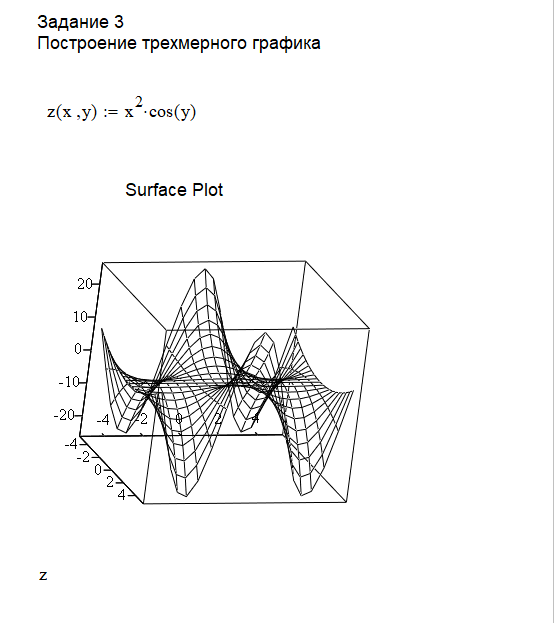 Задание 3
Построение трехмерного графика
z(x ,y) := x²·cos(y)
Surface Plot
20
10
0
-10
-20
-4 -2 0 2 4
-4
-2
0
2
4
z